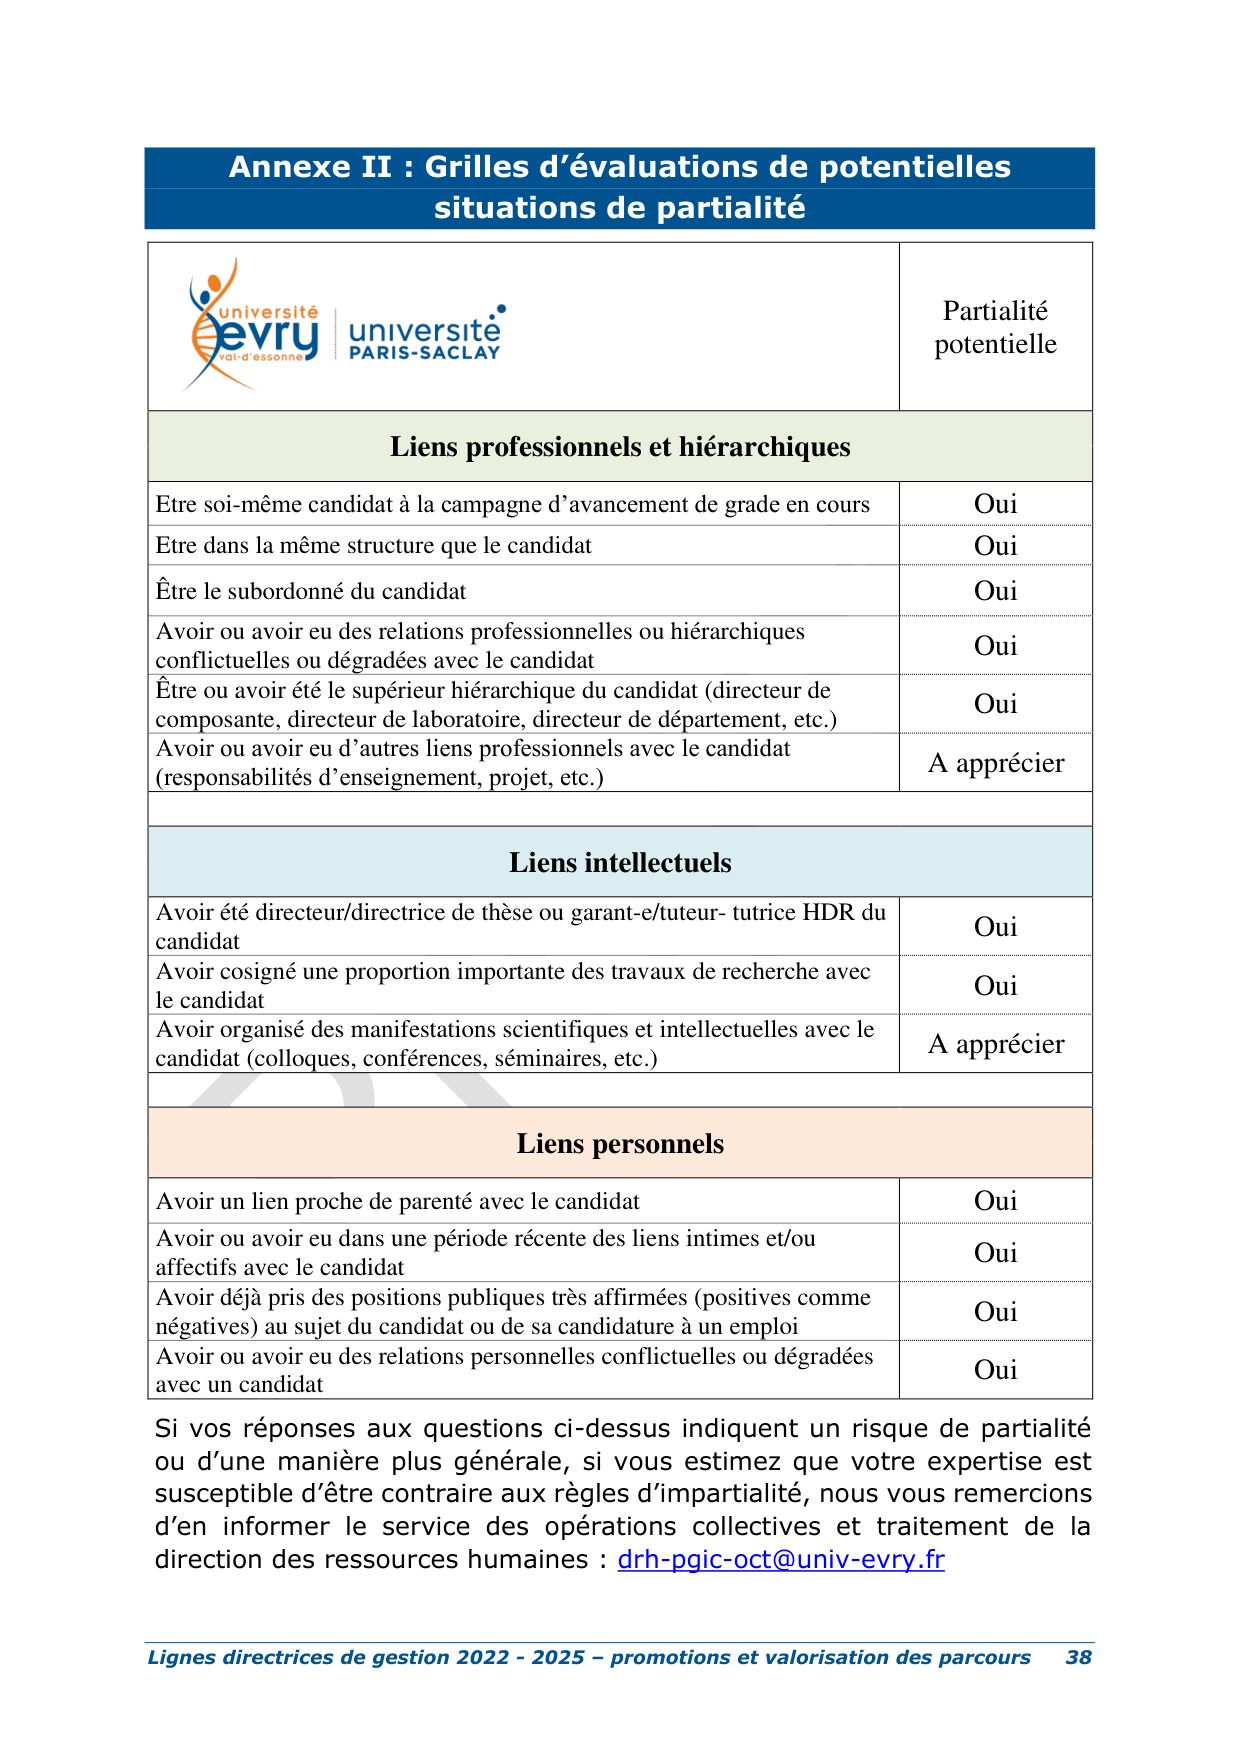 Annexe II : Grilles d’évaluations de potentielles
situations de partialité
université
evry
val-d'essonne
université
PARIS-SACLAY
Partialité
potentielle
Liens professionnels et hiérarchiques
Etre soi-même candidat à la campagne d’avancement de grade en cours
Oui
Etre dans la même structure que le candidat
Oui
Être le subordonné du candidat
Oui
Avoir ou avoir eu des relations professionnelles ou hiérarchiques
conflictuelles ou dégradées avec le candidat
Oui
Être ou avoir été le supérieur hiérarchique du candidat (directeur de
composante, directeur de laboratoire, directeur de département, etc.)
Oui
Avoir ou avoir eu d’autres liens professionnels avec le candidat
(responsabilités d’enseignement, projet, etc.)
A apprécier
Liens intellectuels
Avoir été directeur/directrice de thèse ou garant-e/tuteur- tutrice HDR du
candidat
Oui
Avoir cosigné une proportion importante des travaux de recherche avec
le candidat
Oui
Avoir organisé des manifestations scientifiques et intellectuelles avec le
candidat (colloques, conférences, séminaires, etc.)
A apprécier
Liens personnels
Avoir un lien proche de parenté avec le candidat
Oui
Avoir ou avoir eu dans une période récente des liens intimes et/ou
affectifs avec le candidat
Oui
Avoir déjà pris des positions publiques très affirmées (positives comme
négatives) au sujet du candidat ou de sa candidature à un emploi
Oui
Avoir ou avoir eu des relations personnelles conflictuelles ou dégradées
avec un candidat
Oui
Si vos réponses aux questions ci-dessus indiquent un risque de partialité
ou d’une manière plus générale, si vous estimez que votre expertise est
susceptible d’être contraire aux règles d’impartialité, nous vous remercions
d’en informer le service des opérations collectives et traitement de la
direction des ressources humaines : drh-pgic-oct@univ-evry.fr
Lignes directrices de gestion 2022 - 2025 – promotions et valorisation des parcours 38